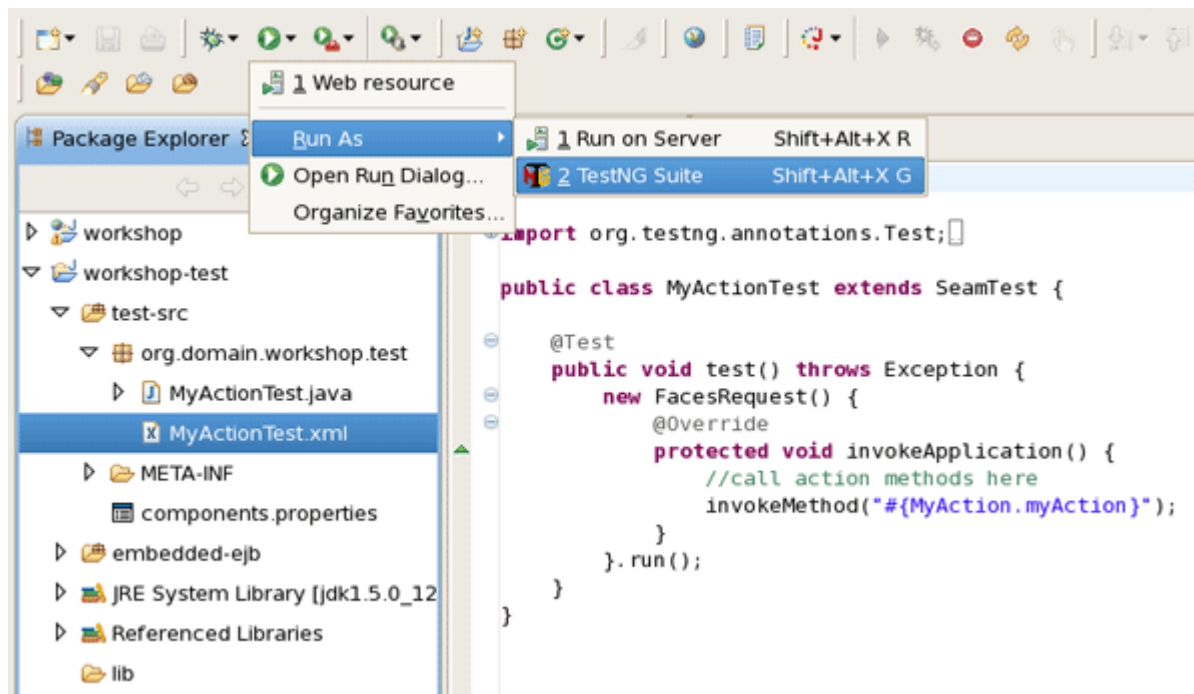 1 Web resource
Package Explorer
Run As
1 Run on Server Shift+Alt+X R
Open Run Dialog...
2 TestNG Suite Shift+Alt+X G
Organize Favorites...
workshop
workshop-test
test-src
org.domain.workshop.test
MyActionTest.java
MyActionTest.xml
META-INF
components.properties
embedded-ejb
JRE System Library [jdk1.5.0_12
Referenced Libraries
lib
import org.testng.annotations.Test;
public class MyActionTest extends SeamTest {
@Test
public void test() throws Exception {
new FacesRequest() {
@Override
protected void invokeApplication() {
//call action methods here
invokeMethod("#{MyAction.myAction}");
}
}.run();
}
}